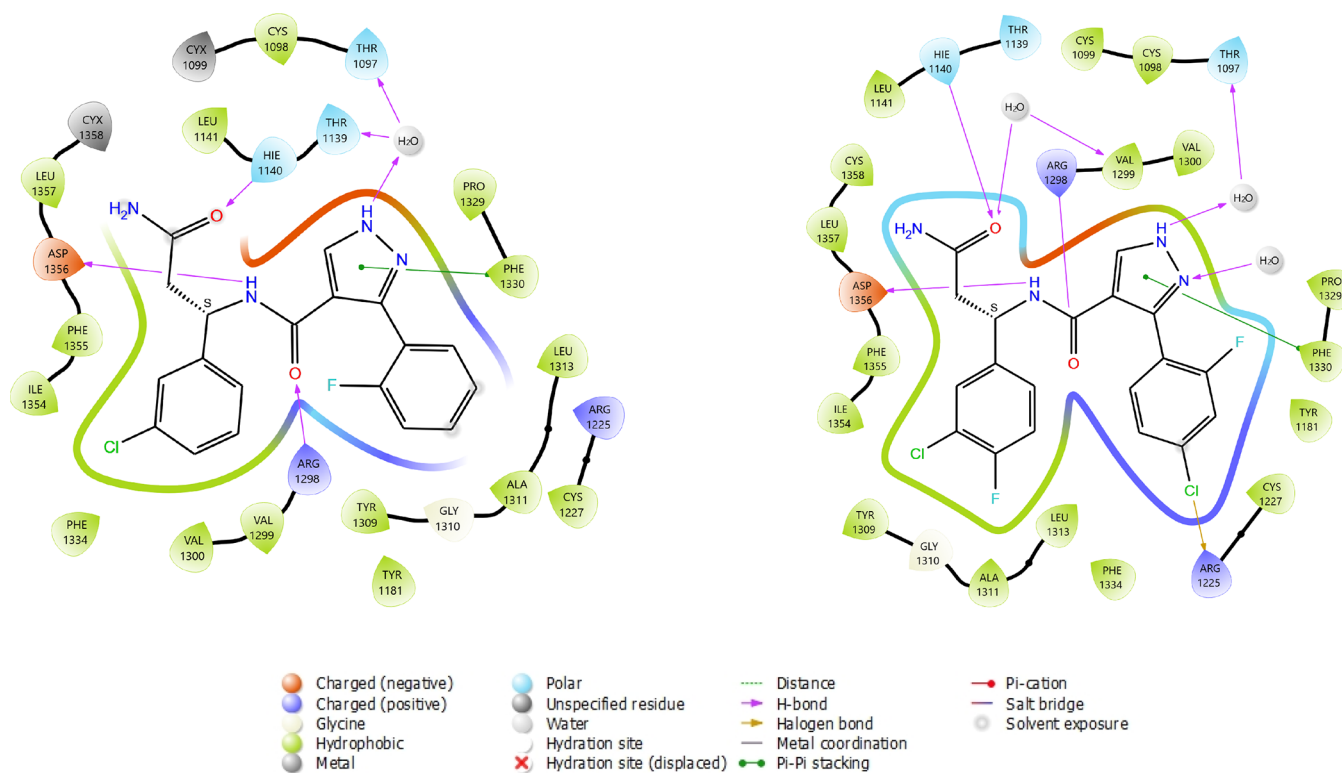 CYX
1099
CYS
1098
THR
1097
CYX
1358
LEU
1141
THR
1139
H₂O
HIE
1140
LEU
1357
PRO
1329
H₂N
O
H
N
N
ASP
1356
H
N
S
PHE
1330
PHE
1355
O
F
LEU
1313
ILE
1354
Cl
ARG
1225
ARG
1298
ALA
1311
PHE
1334
VAL
1300
VAL
1299
TYR
1309
GLY
1310
CYS
1227
TYR
1181
THR
1139
HIE
1140
CYS
1099
CYS
1098
THR
1097
LEU
1141
H₂O
CYS
1358
ARG
1298
VAL
1299
VAL
1300
H₂O
LEU
1357
H₂N
O
H
N
N
H₂O
ASP
1356
H
N
S
PRO
1329
PHE
1355
O
F
PHE
1330
ILE
1354
TYR
1181
Cl
F
Cl
CYS
1227
TYR
1309
GLY
1310
LEU
1313
ALA
1311
PHE
1334
ARG
1225
Charged (negative)
Charged (positive)
Glycine
Hydrophobic
Metal
Polar
Unspecified residue
Water
Hydration site
Hydration site (displaced)
Distance
H-bond
Halogen bond
Metal coordination
Pi-Pi stacking
Pi-cation
Salt bridge
Solvent exposure